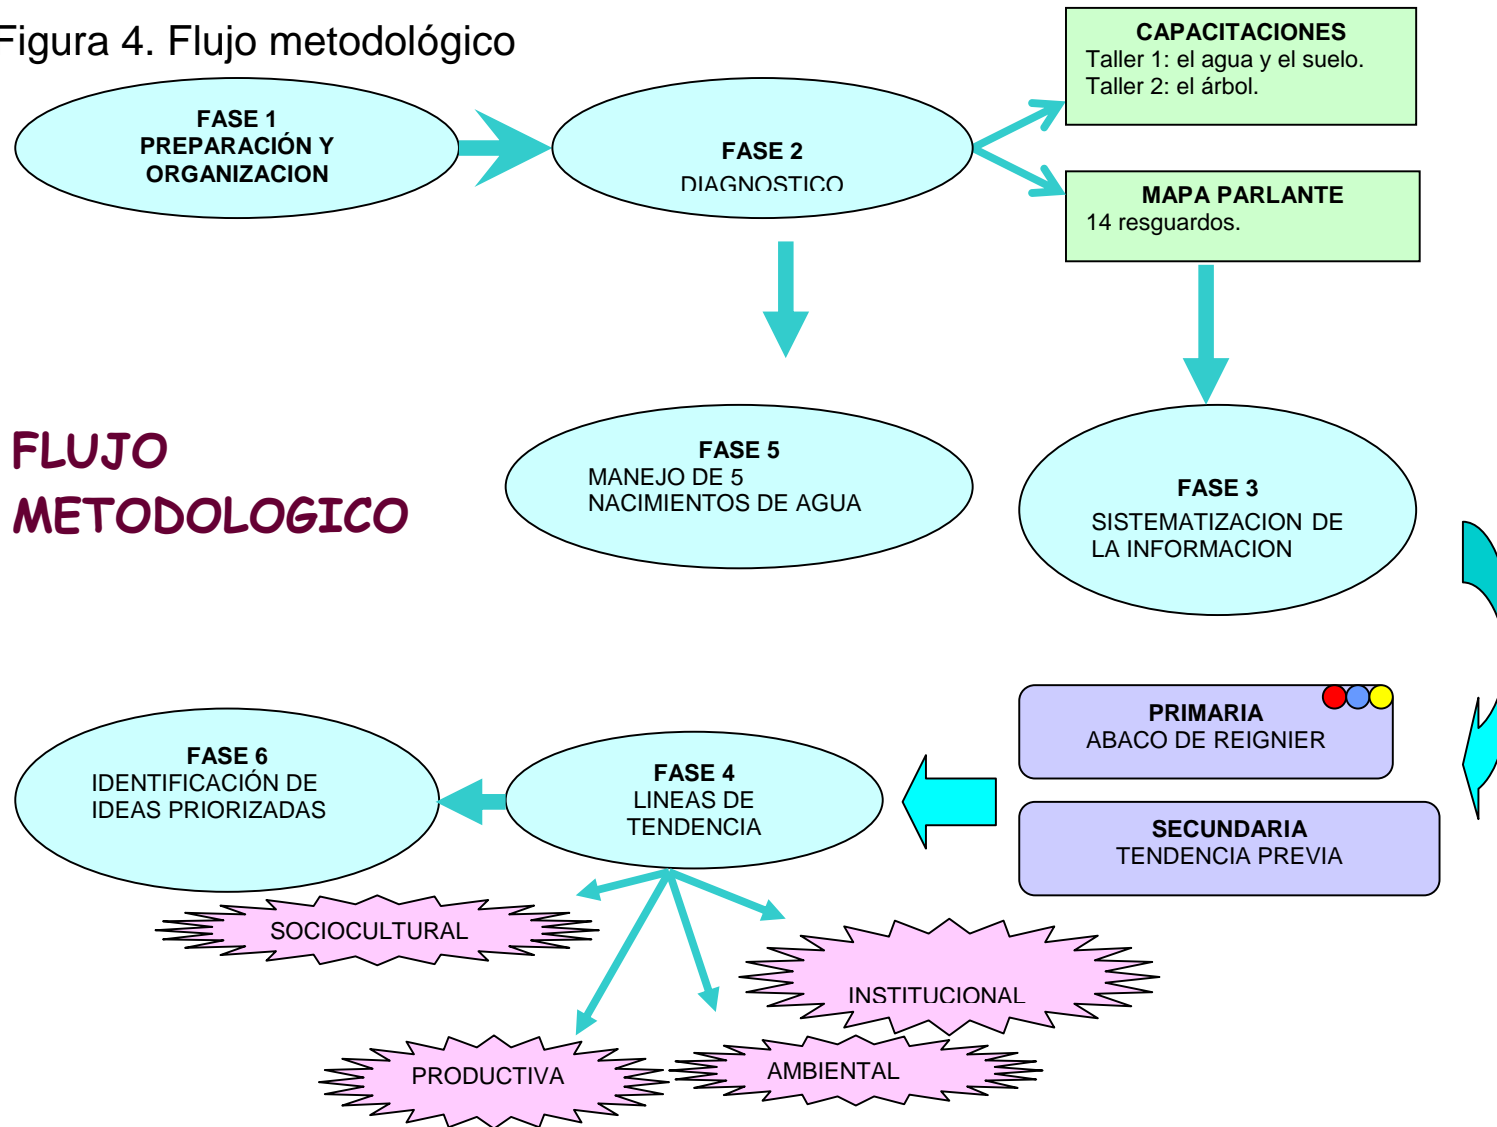 Figura 4. Flujo metodológico
CAPACITACIONES
Taller 1: el agua y el suelo.
Taller 2: el árbol.
FASE 1
PREPARACIÓN Y
ORGANIZACION
FASE 2
DIAGNOSTICO
MAPA PARLANTE
14 resguardos.
FLUJO
METODOLOGICO
FASE 5
MANEJO DE 5
NACIMIENTOS DE AGUA
FASE 3
SISTEMATIZACION DE
LA INFORMACION
PRIMARIA
ABACO DE REIGNIER
SECUNDARIA
TENDENCIA PREVIA
FASE 4
LINEAS DE
TENDENCIA
FASE 6
IDENTIFICACIÓN DE
IDEAS PRIORIZADAS
SOCIOCULTURAL
INSTITUCIONAL
PRODUCTIVA
AMBIENTAL